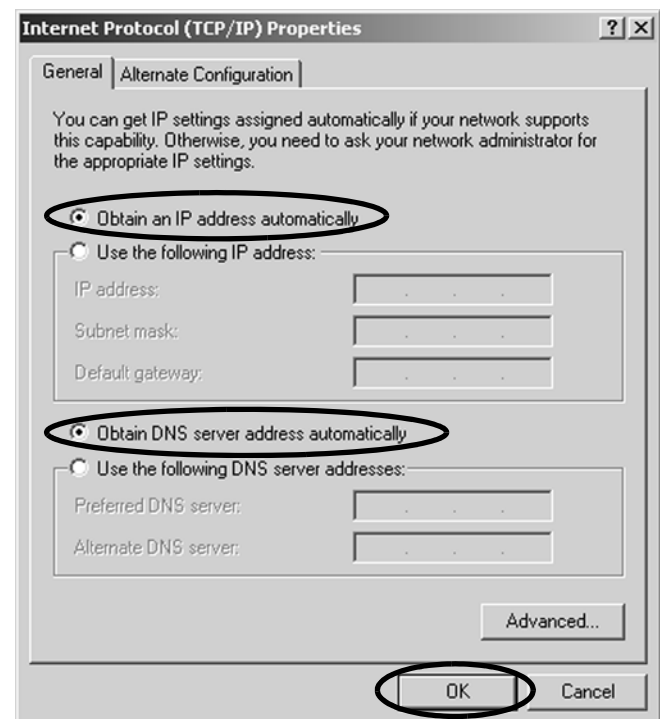 Internet Protocol (TCP/IP) Properties
General
Alternate Configuration
You can get IP settings assigned automatically if your network supports
this capability. Otherwise, you need to ask your network administrator for
the appropriate IP settings.
Obtain an IP address automatically
Use the following IP address:
IP address:
Subnet mask:
Default gateway:
Obtain DNS server address automatically
Use the following DNS server addresses:
Preferred DNS server:
Alternate DNS server:
Advanced...
OK
Cancel